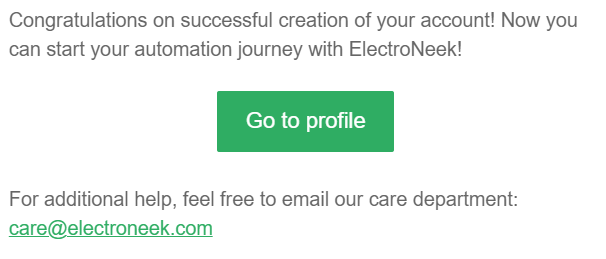 Congratulations on successful creation of your account! Now you
can start your automation journey with ElectroNeek!
Go to profile
For additional help, feel free to email our care department:
care@electroneek.com